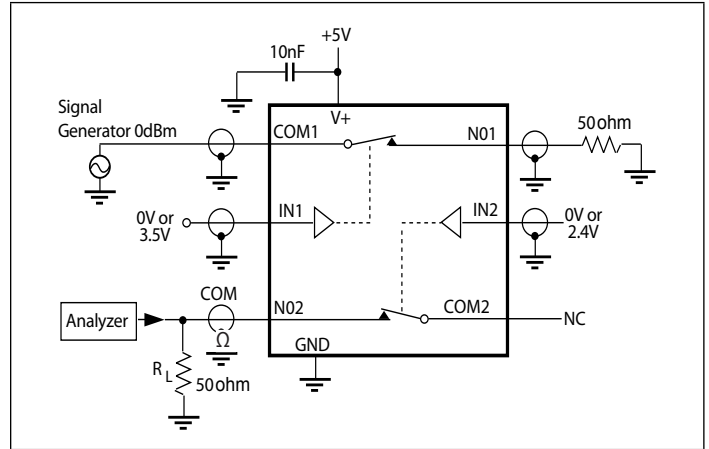 +5V
10nF
V+
Signal
Generator 0dBm
COM1
N01
50ohm
IN1
IN2
0V or
3.5V
0V or
2.4V
COM
Analyzer
Ω
N02
COM2
NC
GND
RL
50ohm